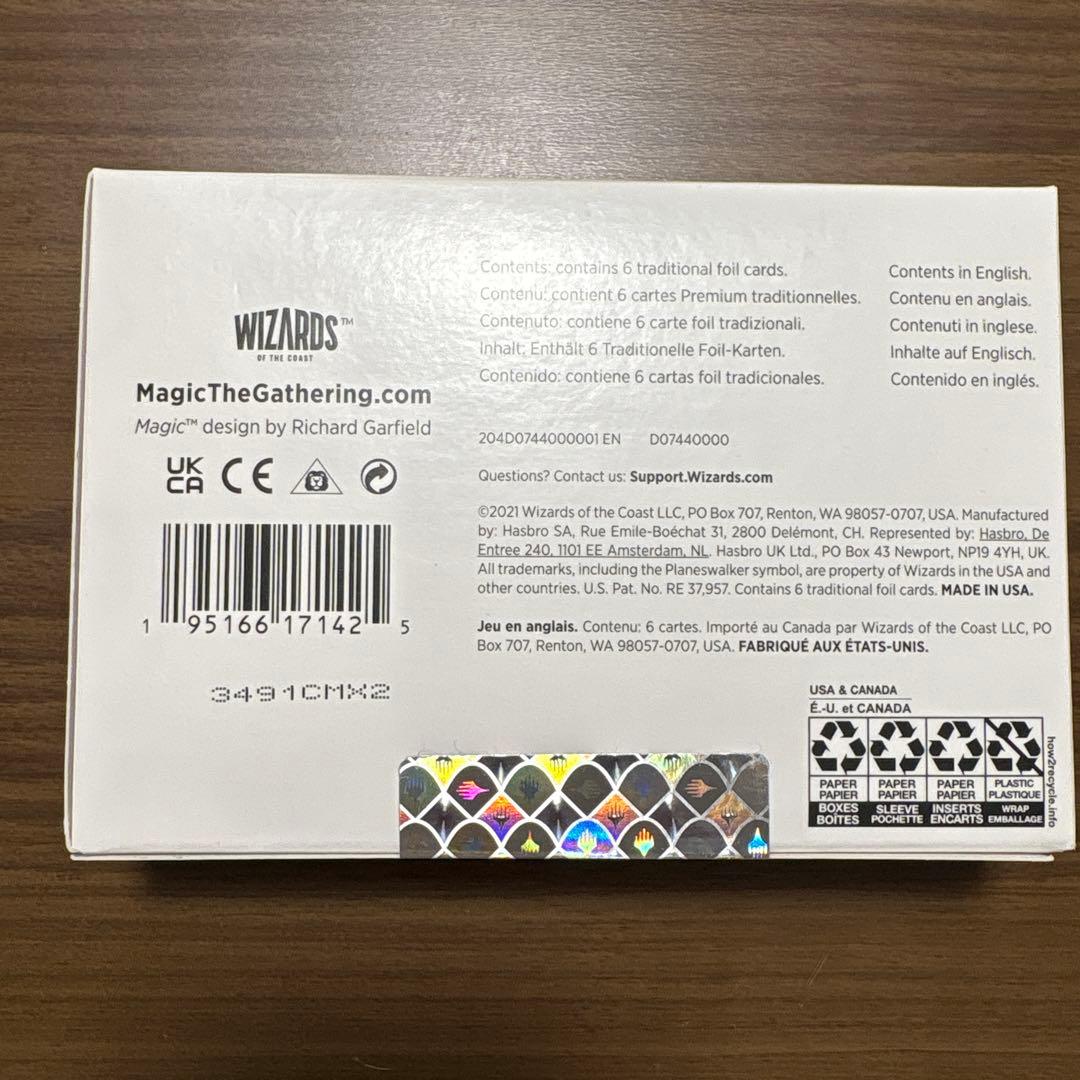 WIZARDS™
OF THE COAST
MagicTheGathering.com
Magic™ design by Richard Garfield
UK
CA CE
1 95166 17142 5
3491CMX2
Contents: contains 6 traditional foil cards.
Contenu: contient 6 cartes Premium traditionnelles.
Contenuto: contiene 6 carte foil tradizionali.
Inhalt: Enthält 6 Traditionelle Foil-Karten.
Contenido: contiene 6 cartas foil tradicionales.
Contents in English.
Contenu en anglais.
Contenuti in inglese.
Inhalte auf Englisch.
Contenido en inglés.
204D0744000001 EN D07440000
Questions? Contact us: Support.Wizards.com
©2021 Wizards of the Coast LLC, PO Box 707, Renton, WA 98057-0707, USA. Manufactured
by: Hasbro SA, Rue Emile-Boéchat 31, 2800 Delémont, CH. Represented by: Hasbro, De
Entree 240, 1101 EE Amsterdam, NL. Hasbro UK Ltd., PO Box 43 Newport, NP19 4YH, UK.
All trademarks, including the Planeswalker symbol, are property of Wizards in the USA and
other countries. U.S. Pat. No. RE 37,957. Contains 6 traditional foil cards. MADE IN USA.
Jeu en anglais. Contenu: 6 cartes. Importé au Canada par Wizards of the Coast LLC, PO
Box 707, Renton, WA 98057-0707, USA. FABRIQUÉ AUX ÉTATS-UNIS.
USA & CANADA
É.-U. et CANADA
PAPER PAPER PAPER PLASTIC
PAPIER PAPIER PAPIER PLASTIQUE
BOXES SLEEVE INSERTS WRAP
BOÎTES POCHETTE ENCARTS EMBALLAGE
how2recycle.info